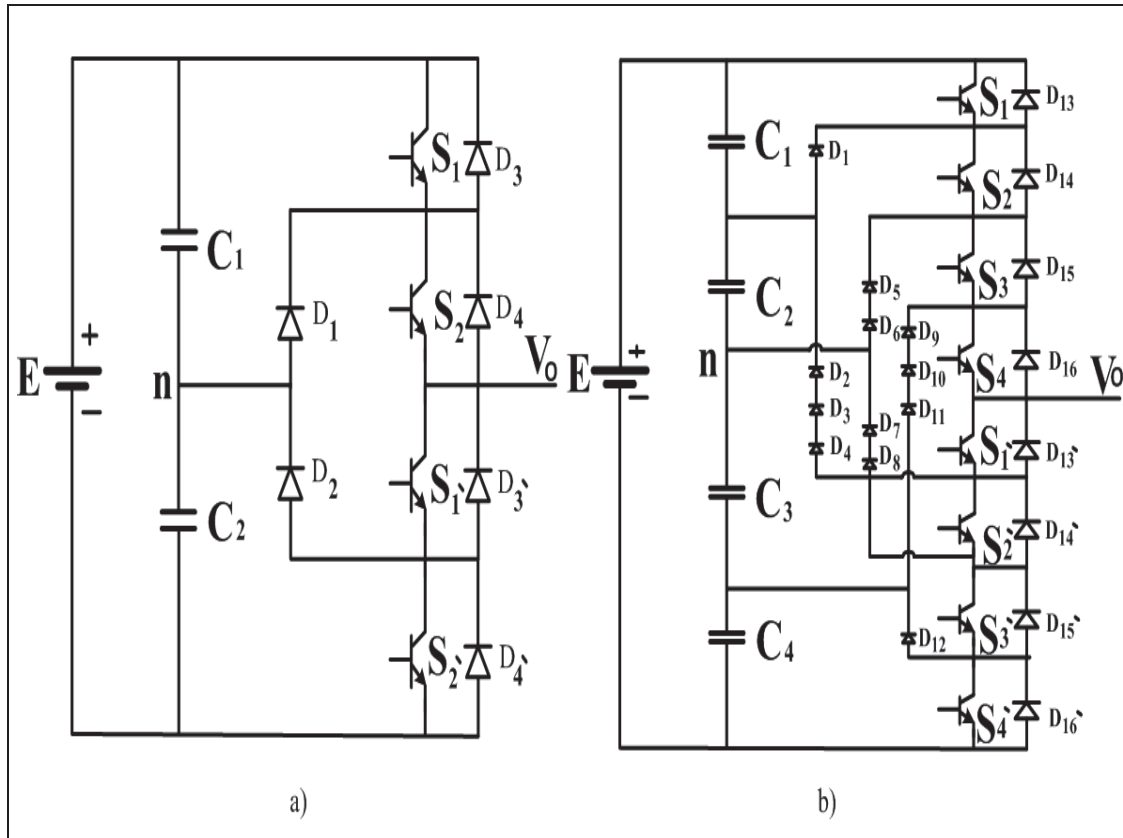 S1
D3
C1
D1
S2
D4
E
+
−
n
Vo
D2
S1`
D3`
C2
S2`
D4`
a)
S1
D13
C1
D1
S2
D14
C2
D5
S3
D15
D6
D9
E
+
−
n
D2
D10
S4
D16
Vo
D3
D11
D4
D7
D8
S1`
D13`
C3
S2`
D14`
C4
D12
S3`
D15`
S4`
D16`
b)